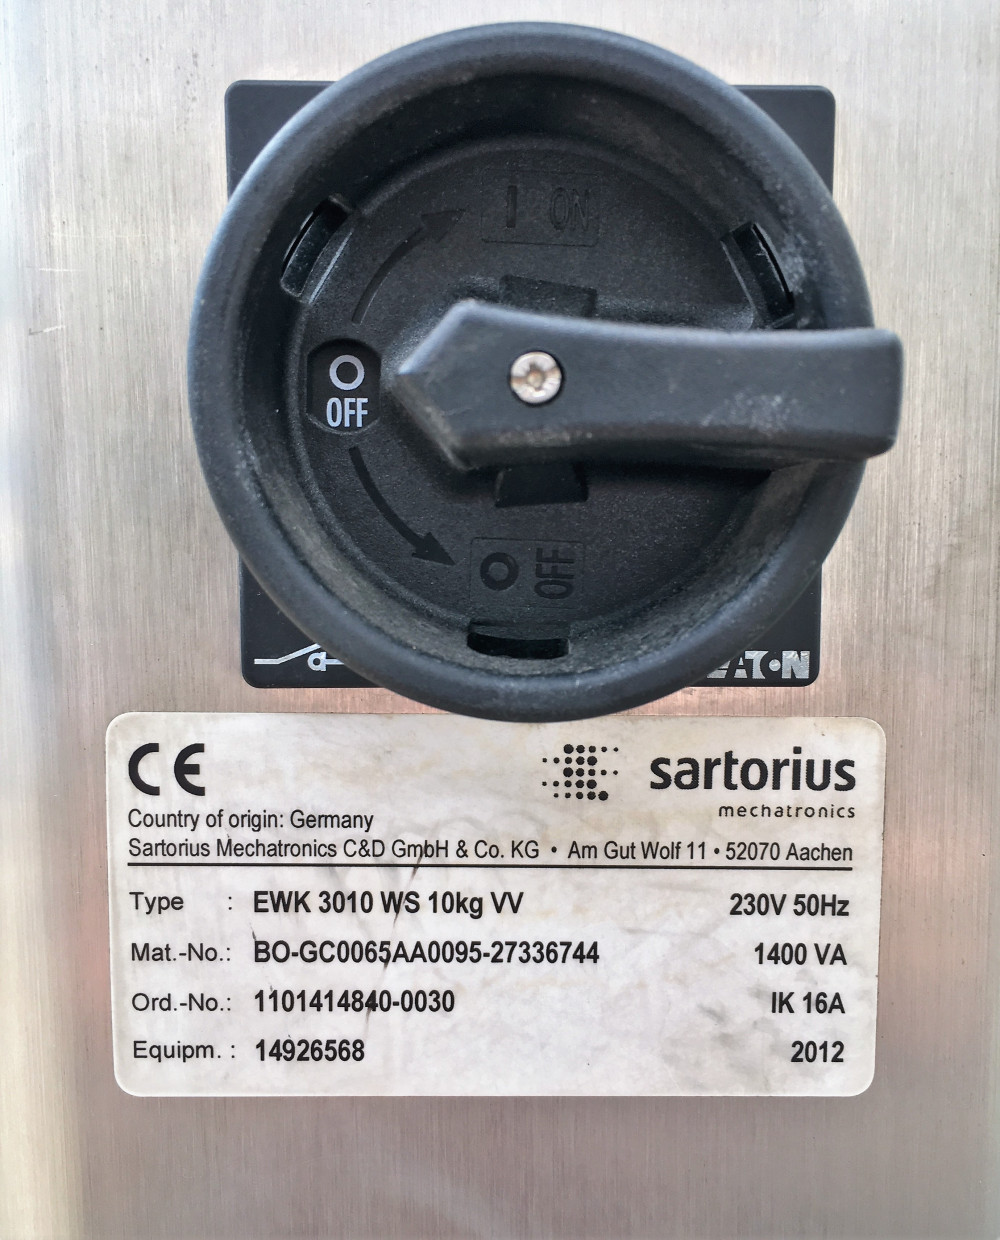 I ON
O
OFF
O OFF
EATON
CE
sartorius
mechatronics
Country of origin: Germany
Sartorius Mechatronics C&D GmbH & Co. KG • Am Gut Wolf 11 • 52070 Aachen
Type : EWK 3010 WS 10kg VV 230V 50Hz
Mat.-No.: BO-GC0065AA0095-27336744 1400 VA
Ord.-No.: 1101414840-0030 IK 16A
Equipm. : 14926568 2012